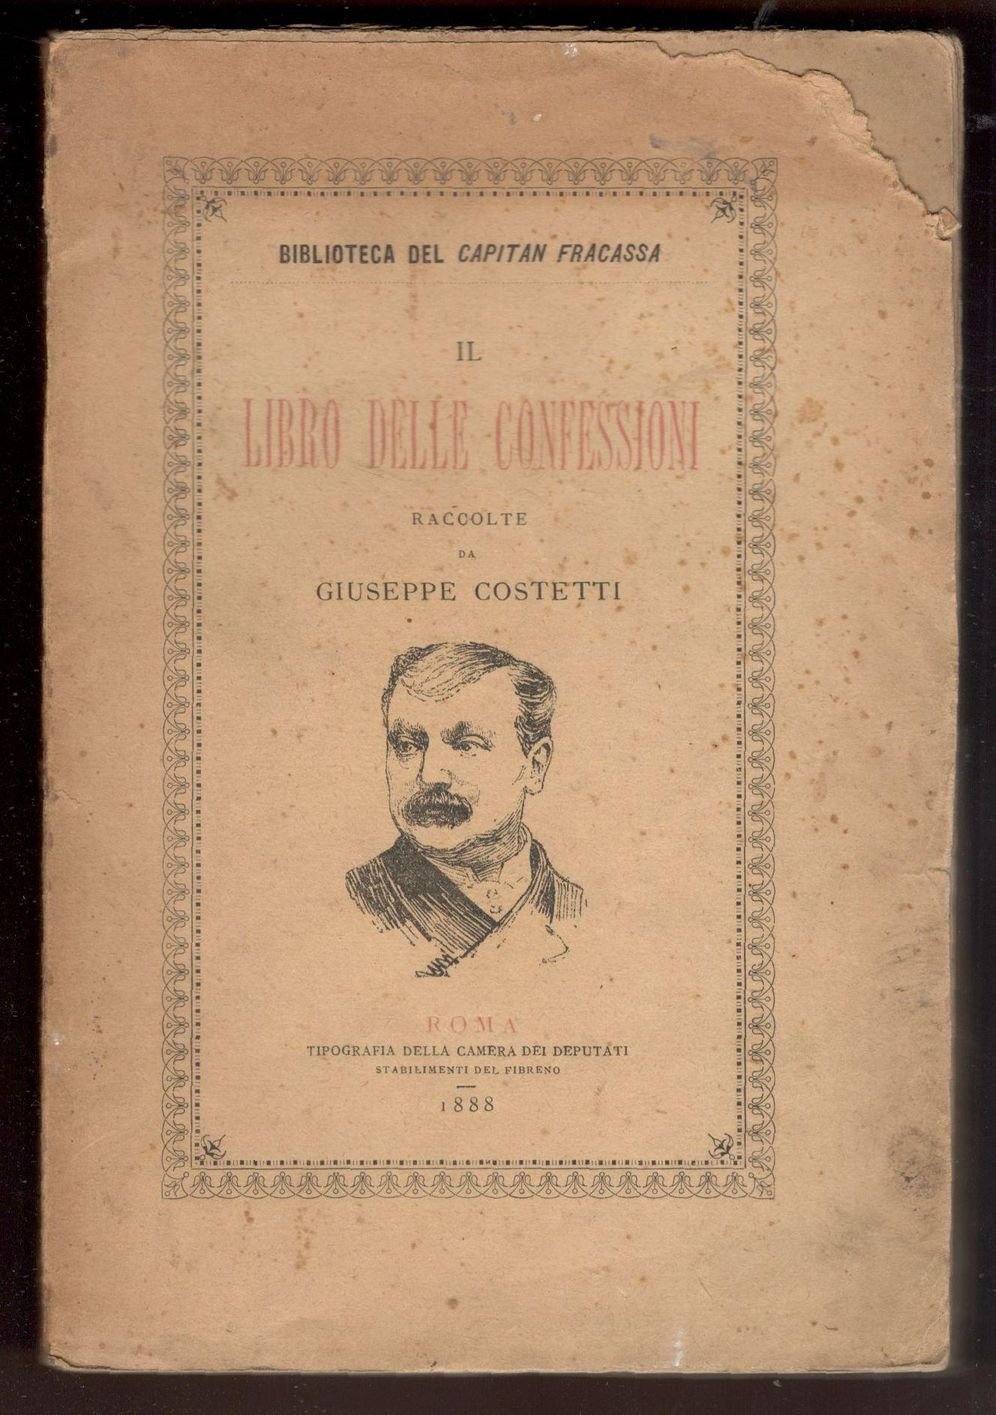 BIBLIOTECA DEL CAPITAN FRACASSA
IL
LIBRO DELLE CONFESSIONI
RACCOLTE
DA
GIUSEPPE COSTETTI
ROMA
TIPOGRAFIA DELLA CAMERA DEI DEPUTATI
STABILIMENTI DEL FIBRENO
1888